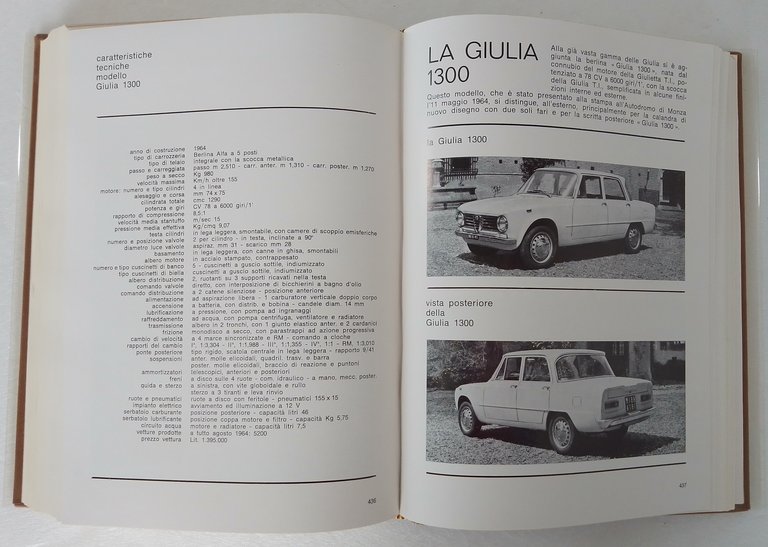 caratteristiche
tecniche
modello
Giulia 1300
anno di costruzione 1964
tipo di carrozzeria Berlina Alfa a 5 posti
tipo di telaio integrale con la scocca metallica
passo e carreggiata passo m 2,510 - carr. anter. m 1,310 - carr. poster. m 1,270
peso a secco Kg 980
velocità massima Km/h oltre 155
motore: numero e tipo cilindri 4 in linea
alesaggio e corsa mm 74 x 75
cilindrata totale cmc 1290
potenza e giri CV 78 a 6000 giri/1'
rapporto di compressione 8,5:1
velocità media stantuffo m/sec 15
pressione media effettiva Kg/cmq 9,07
testa cilindri in lega leggera, smontabile, con camere di scoppio emisferiche
numero e posizione valvole 2 per cilindro - in testa, inclinate a 90°
diametro luce valvole aspiraz. mm 31 - scarico mm 28
basamento in lega leggera, con canne in ghisa, smontabili
albero motore in acciaio stampato, contrappesato
numero e tipo cuscinetti di banco 5 - cuscinetti a guscio sottile, indiumizzato
tipo cuscinetti di biella cuscinetti a guscio sottile, indiumizzato
albero distribuzione 2, ruotanti su 3 supporti ricavati nella testa
comando valvole diretto, con interposizione di bicchierini a bagno d'olio
comando distribuzione a 2 catene silenziose - posizione anteriore
alimentazione ad aspirazione libera - 1 carburatore verticale doppio corpo
accensione a batteria, con distrib. e bobina - candele diam. 14 mm
lubrificazione a pressione, con pompa ad ingranaggi
raffreddamento ad acqua, con pompa centrifuga, ventilatore e radiatore
trasmissione albero in 2 tronchi, con 1 giunto elastico anter. e 2 cardanici
frizione monodisco a secco, con parastrappi ad azione progressiva
cambio di velocità a 4 marce sincronizzate e RM - comando a cloche
rapporti del cambio I°, 1:3,304 - II°, 1:1,988 - III°, 1:1,355 - IV°, 1:1 - RM, 1:3,010
ponte posteriore tipo rigido, scatola centrale in lega leggera - rapporto 9/41
sospensioni anter. molle elicoidali, quadril. trasv. e barra
poster. molle elicoidali, braccio di reazione e puntoni
ammortizzatori telescopici, anteriori e posteriori
freni a disco sulle 4 ruote - com. idraulico - a mano, mecc. poster.
guida e sterzo a sinistra, con vite globoidale e rullo
sterzo a 3 tiranti e leva rinvio
ruote e pneumatici ruote a disco con feritoie - pneumatici 155 x 15
impianto elettrico avviamento ed illuminazione a 12 V
serbatoio carburante posizione posteriore - capacità litri 46
serbatoio lubrificante posizione coppa motore e filtro - capacità Kg 5,75
circuito acqua motore e radiatore - capacità litri 7,5
vetture prodotte a tutto agosto 1964: 5200
prezzo vettura Lit. 1.395.000
436
LA GIULIA
1300
Alla già vasta gamma delle Giulia si è ag-
giunta la berlina « Giulia 1300 » nata dal
connubio del motore della Giulietta T.I., po-
tenziato a 78 CV a 6000 giri/1', con la scocca
della Giulia T.I., semplificata in alcune fini-
zioni interne ed esterne.
Questo modello, che è stato presentato alla stampa all'Autodromo di Monza
l'11 maggio 1964, si distingue, all'esterno, principalmente per la calandra di
nuovo disegno con due soli fari e per la scritta posteriore « Giulia 1300 ».
la Giulia 1300
vista posteriore
della
Giulia 1300
437